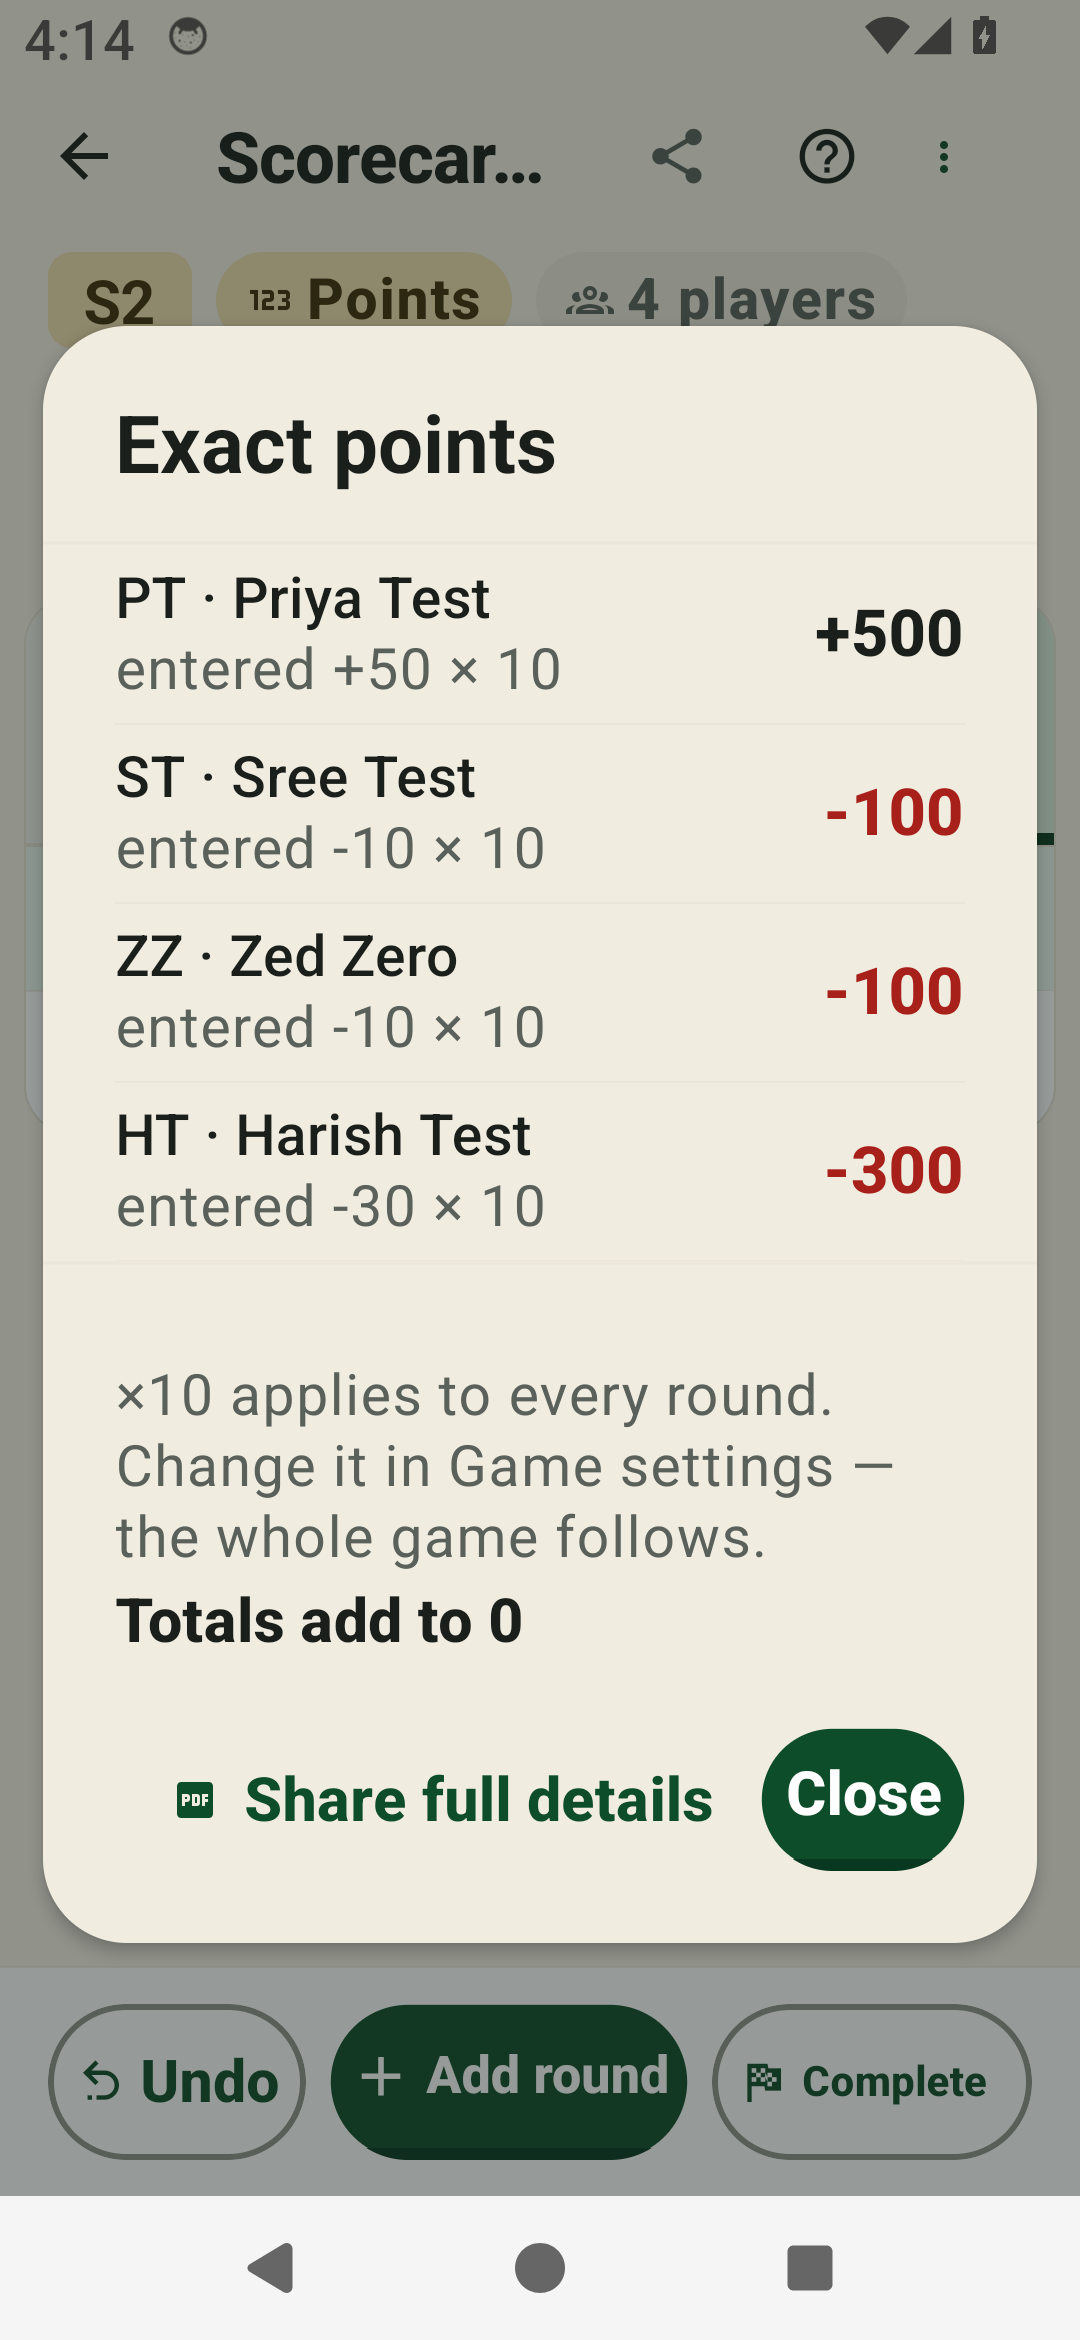 4:14
Scorecar...
S2
123 Points
4 players
Exact points
PT · Priya Test
entered +50 × 10
+500
ST · Sree Test
entered -10 × 10
-100
ZZ · Zed Zero
entered -10 × 10
-100
HT · Harish Test
entered -30 × 10
-300
×10 applies to every round.
Change it in Game settings —
the whole game follows.
Totals add to 0
PDF Share full details
Close
Undo
+ Add round
Complete